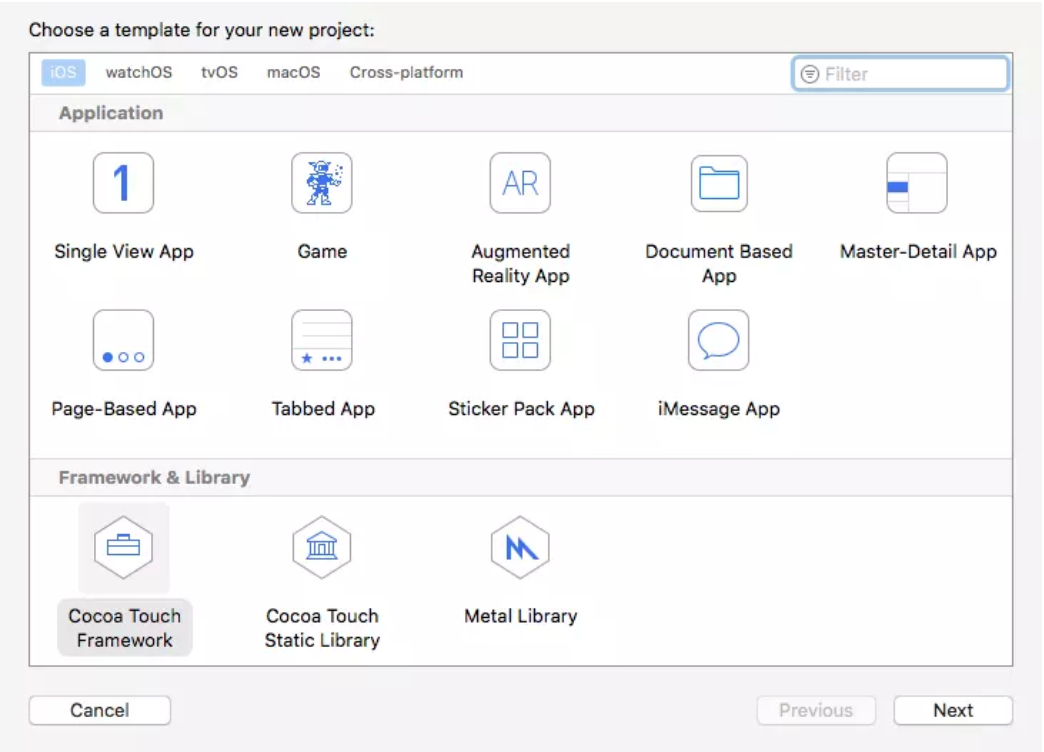 Choose a template for your new project:
iOS watchOS tvOS macOS Cross-platform Filter
Application
1 AR
Single View App Game Augmented Document Based Master-Detail App
Reality App App
Page-Based App Tabbed App Sticker Pack App iMessage App
Framework & Library
Cocoa Touch Cocoa Touch Metal Library
Framework Static Library
Cancel Previous Next